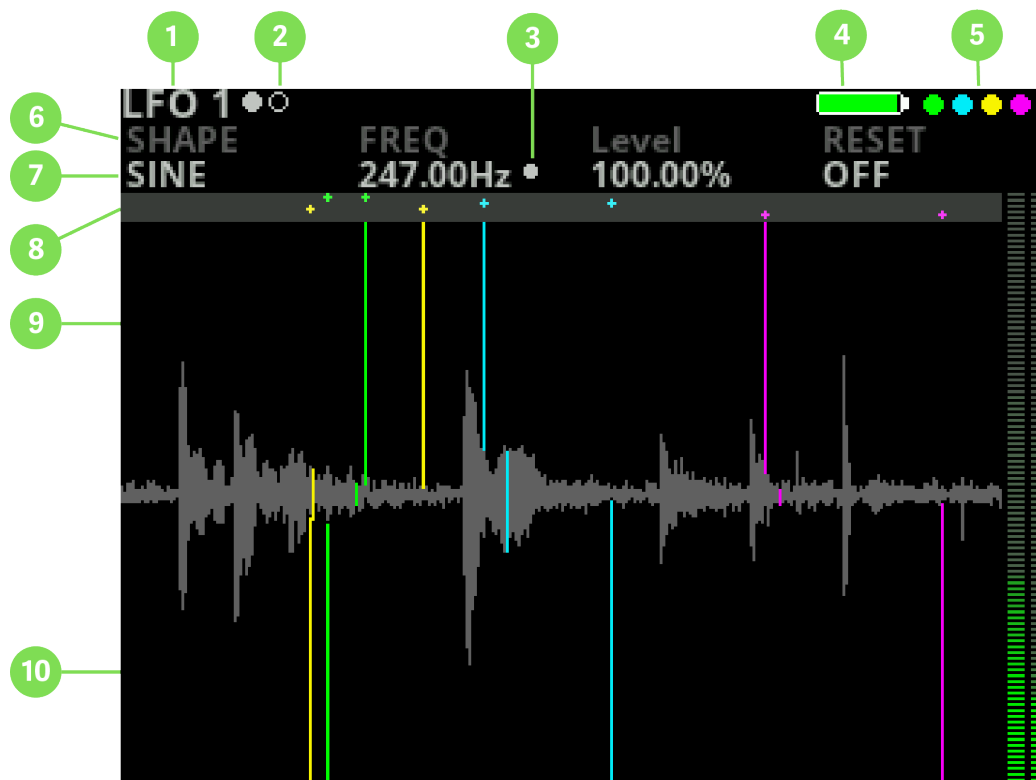 1 2 3 4 5
LFO 1
6 SHAPE FREQ Level RESET
7 SINE 247.00Hz 100.00% OFF
8
9
10